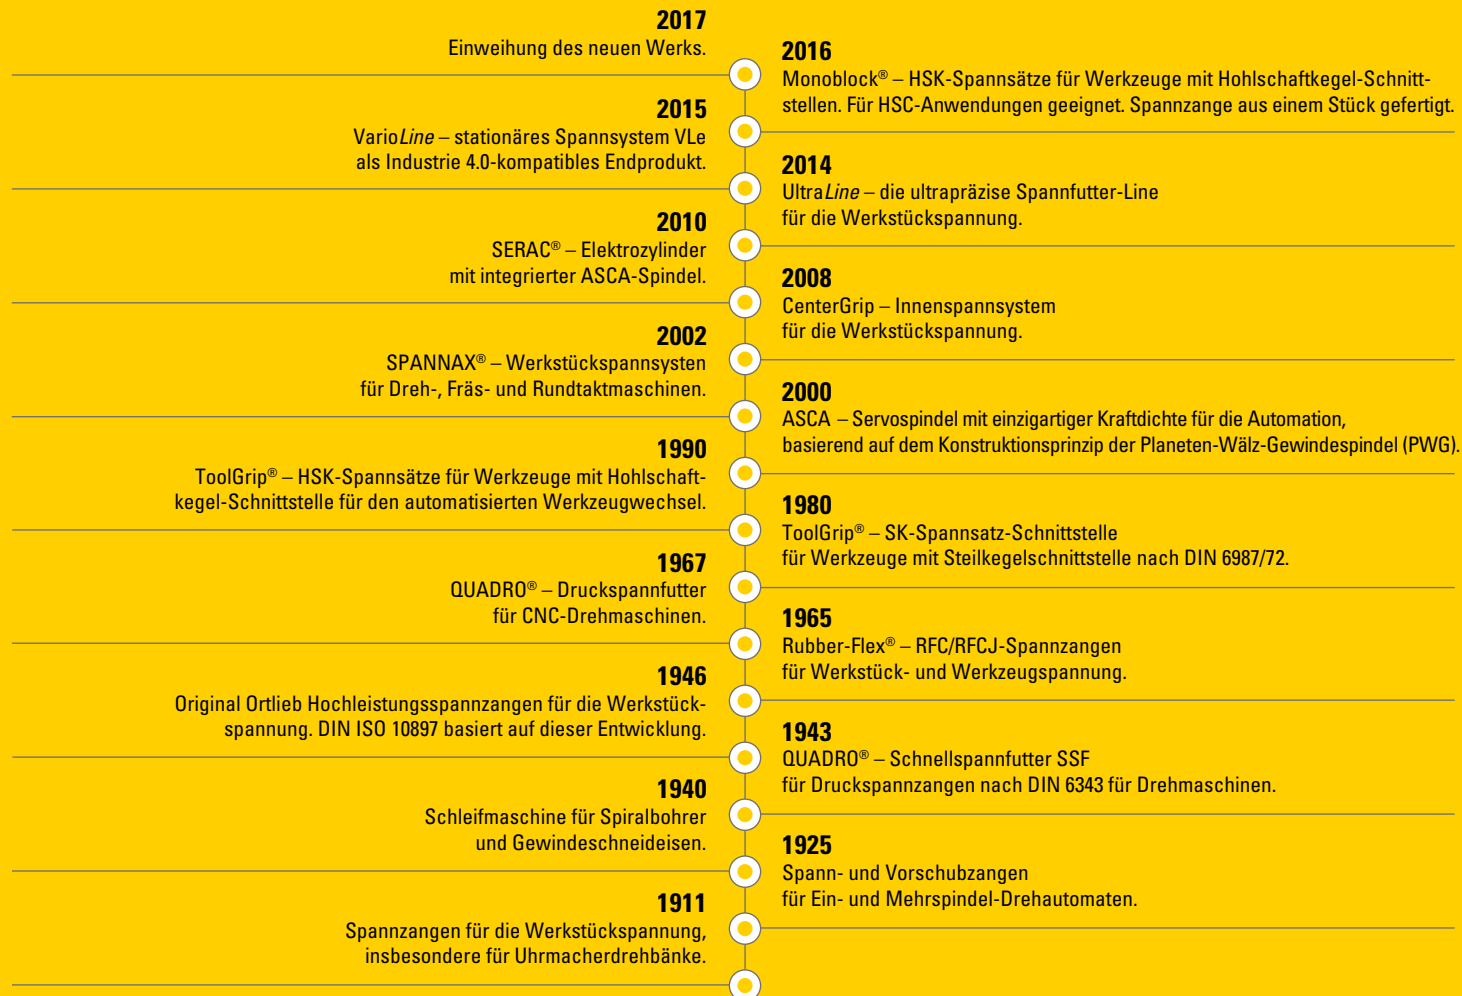 2017
Einweihung des neuen Werks.
2016
Monoblock® – HSK-Spannsätze für Werkzeuge mit Hohlschaftkegel-Schnitt-
stellen. Für HSC-Anwendungen geeignet. Spannzange aus einem Stück gefertigt.
2015
VarioLine – stationäres Spannsystem VLe
als Industrie 4.0-kompatibles Endprodukt.
2014
UltraLine – die ultrapräzise Spannfutter-Line
für die Werkstückspannung.
2010
SERAC® – Elektrozylinder
mit integrierter ASCA-Spindel.
2008
CenterGrip – Innenspannsystem
für die Werkstückspannung.
2002
SPANNAX® – Werkstückspannsysten
für Dreh-, Fräs- und Rundtaktmaschinen.
2000
ASCA – Servospindel mit einzigartiger Kraftdichte für die Automation,
basierend auf dem Konstruktionsprinzip der Planeten-Wälz-Gewindespindel (PWG).
1990
ToolGrip® – HSK-Spannsätze für Werkzeuge mit Hohlschaft-
kegel-Schnittstelle für den automatisierten Werkzeugwechsel.
1980
ToolGrip® – SK-Spannsatz-Schnittstelle
für Werkzeuge mit Steilkegelschnittstelle nach DIN 6987/72.
1967
QUADRO® – Druckspannfutter
für CNC-Drehmaschinen.
1965
Rubber-Flex® – RFC/RFCJ-Spannzangen
für Werkstück- und Werkzeugspannung.
1946
Original Ortlieb Hochleistungsspannzangen für die Werkstück-
spannung. DIN ISO 10897 basiert auf dieser Entwicklung.
1943
QUADRO® – Schnellspannfutter SSF
für Druckspannzangen nach DIN 6343 für Drehmaschinen.
1940
Schleifmaschine für Spiralbohrer
und Gewindeschneideisen.
1925
Spann- und Vorschubzangen
für Ein- und Mehrspindel-Drehautomaten.
1911
Spannzangen für die Werkstückspannung,
insbesondere für Uhrmacherdrehbänke.